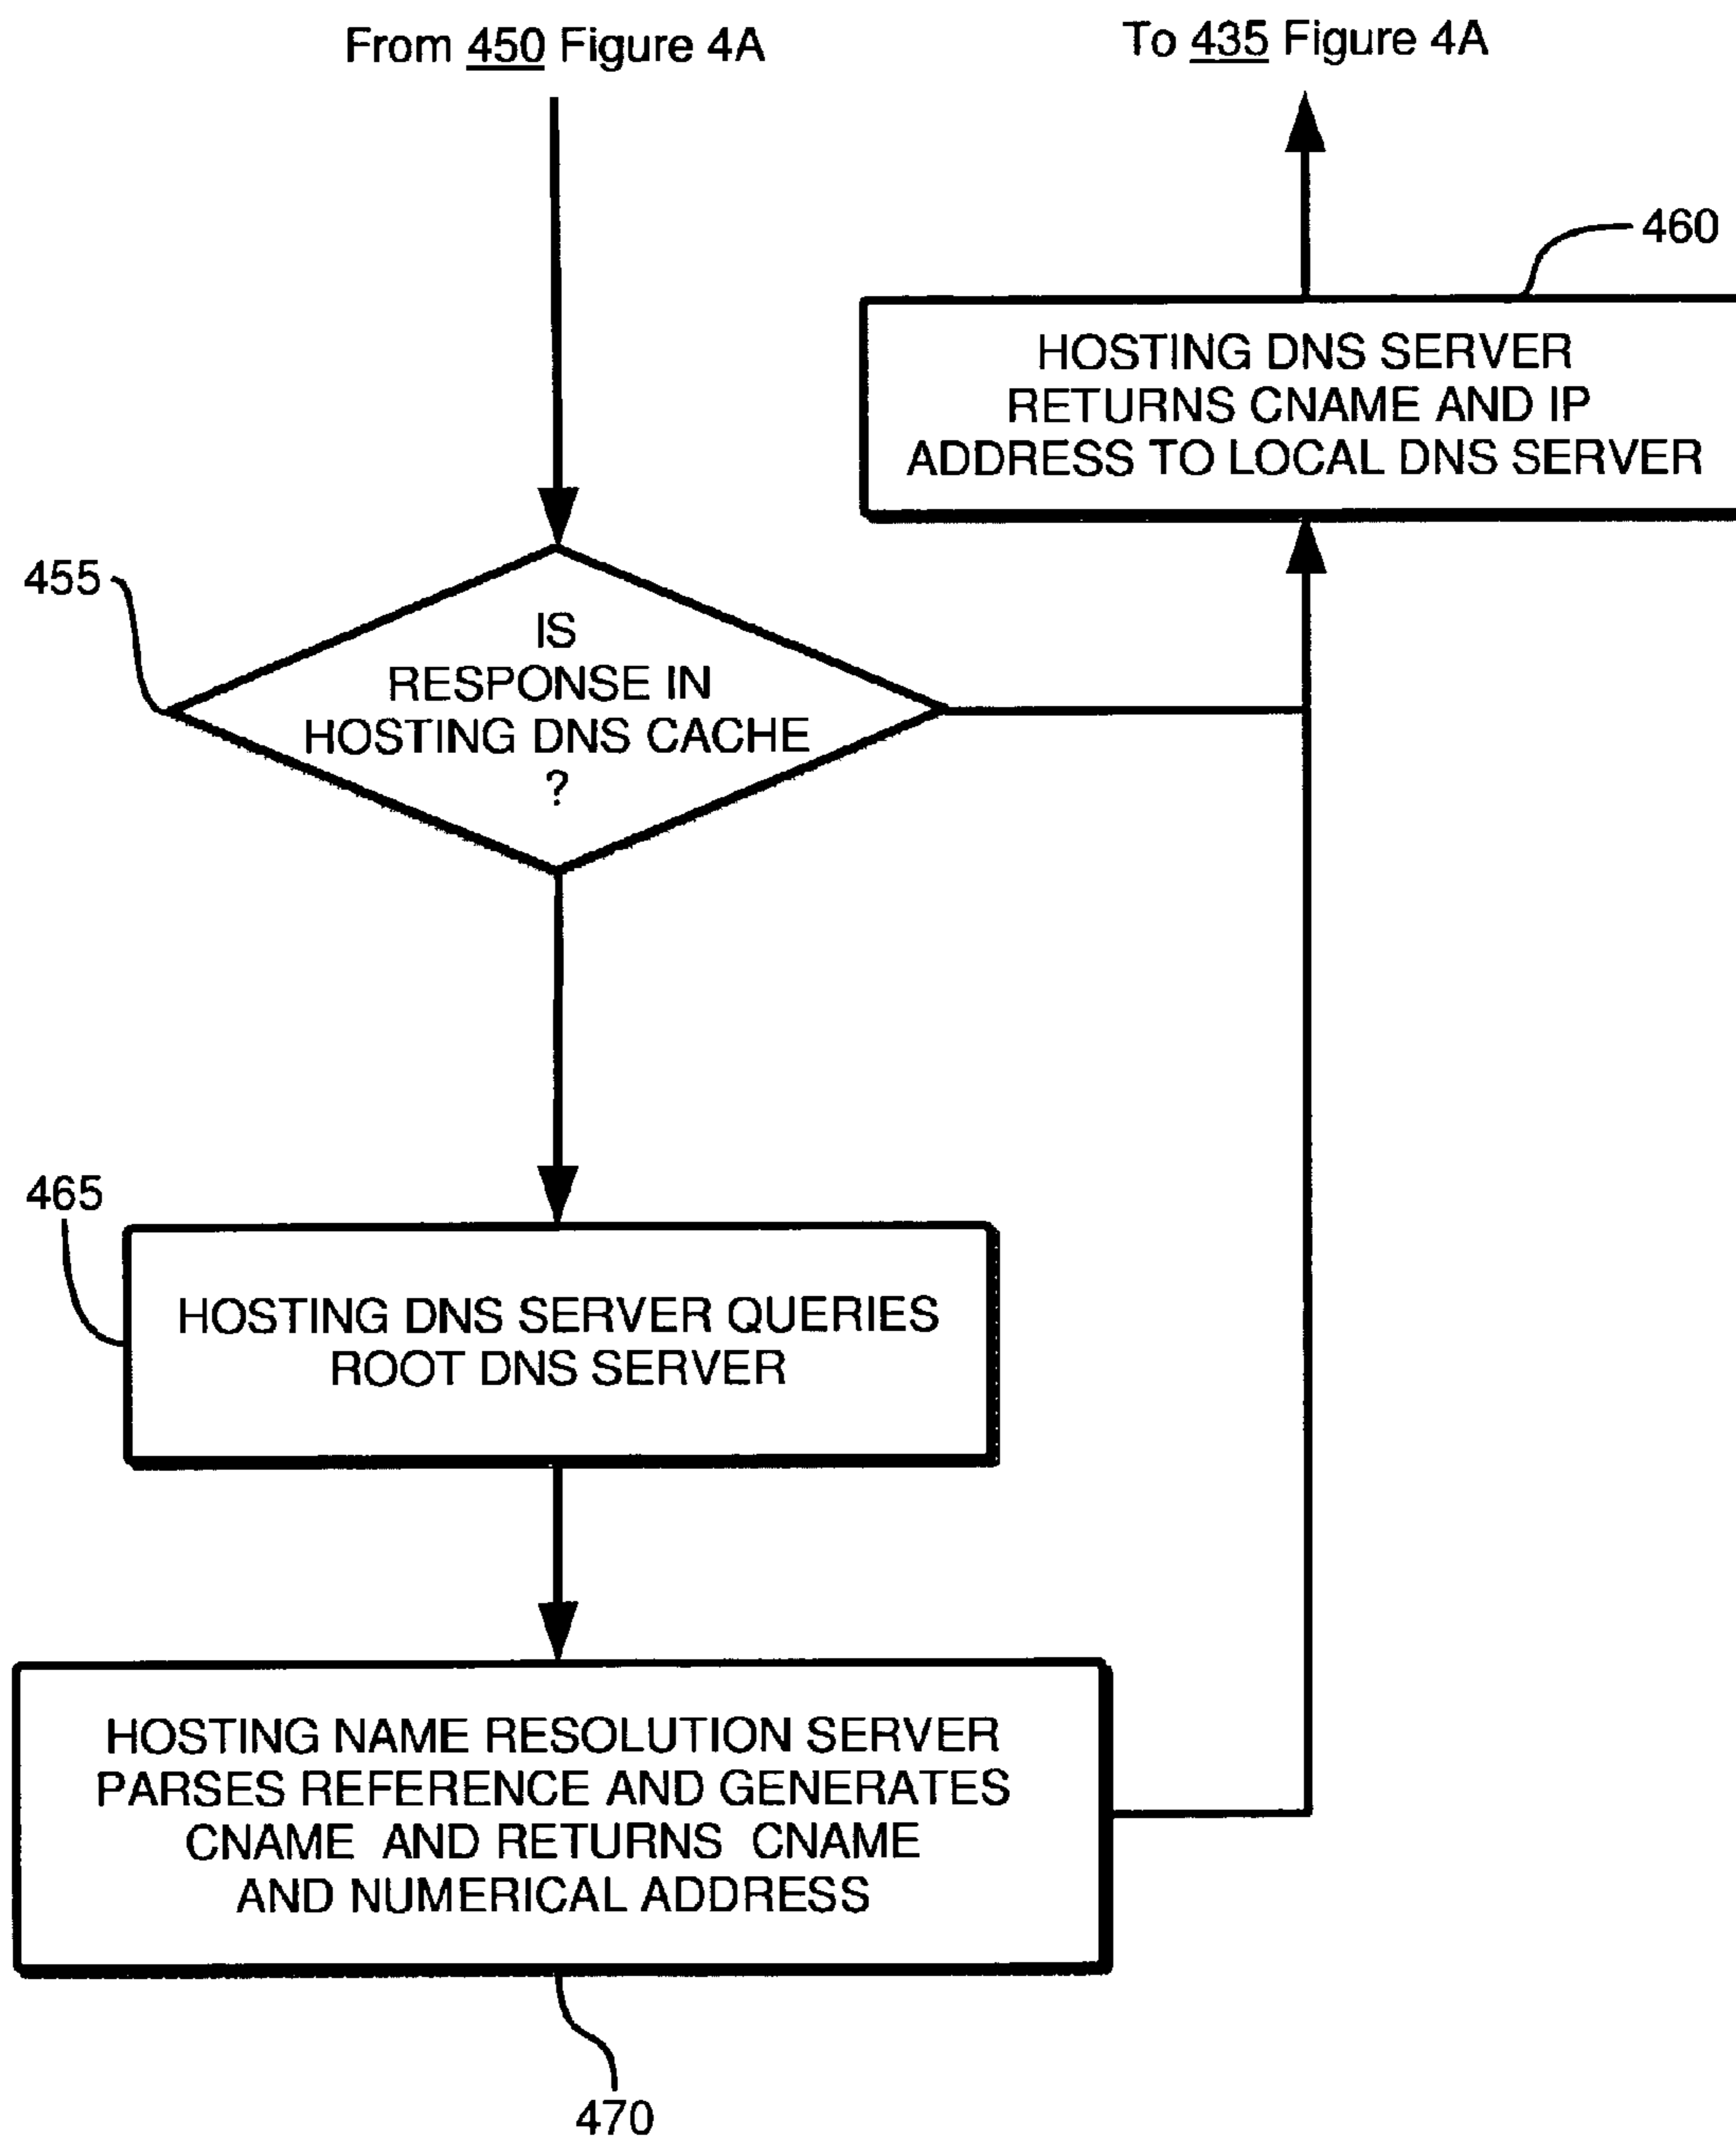 From 450 Figure 4A
To 435 Figure 4A
460
HOSTING DNS SERVER
RETURNS CNAME AND IP
ADDRESS TO LOCAL DNS SERVER
455
IS
RESPONSE IN
HOSTING DNS CACHE
?
465
HOSTING DNS SERVER QUERIES
ROOT DNS SERVER
HOSTING NAME RESOLUTION SERVER
PARSES REFERENCE AND GENERATES
CNAME AND RETURNS CNAME
AND NUMERICAL ADDRESS
470